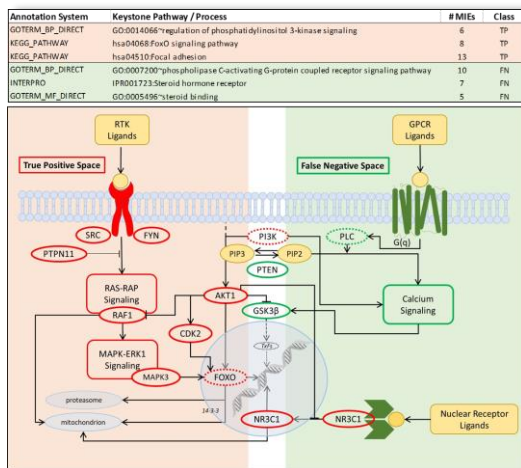 Annotation System Keystone Pathway / Process # MIEs Class
GOTERM_BP_DIRECT GO:0014066~regulation of phosphatidylinositol 3-kinase signaling 6 TP
KEGG_PATHWAY hsa04068:FoxO signaling pathway 8 TP
KEGG_PATHWAY hsa04510:Focal adhesion 13 TP
GOTERM_BP_DIRECT GO:0007200~phospholipase C-activating G-protein coupled receptor signaling pathway 10 FN
INTERPRO IPR001723:Steroid hormone receptor 7 FN
GOTERM_MF_DIRECT GO:0005496~steroid binding 5 FN
RTK
Ligands
GPCR
Ligands
True Positive Space
False Negative Space
SRC
FYN
PI3K
PLC
G(q)
PTPN11
PIP3
PIP2
PTEN
RAS-RAP
Signaling
RAF1
AKT1
GSK3β
Calcium
Signaling
CDK2
MAPK-ERK1
Signaling
MAPK3
FOXO
TxFs
proteasome
14-3-3
mitochondrion
NR3C1
NR3C1
Nuclear Receptor
Ligands